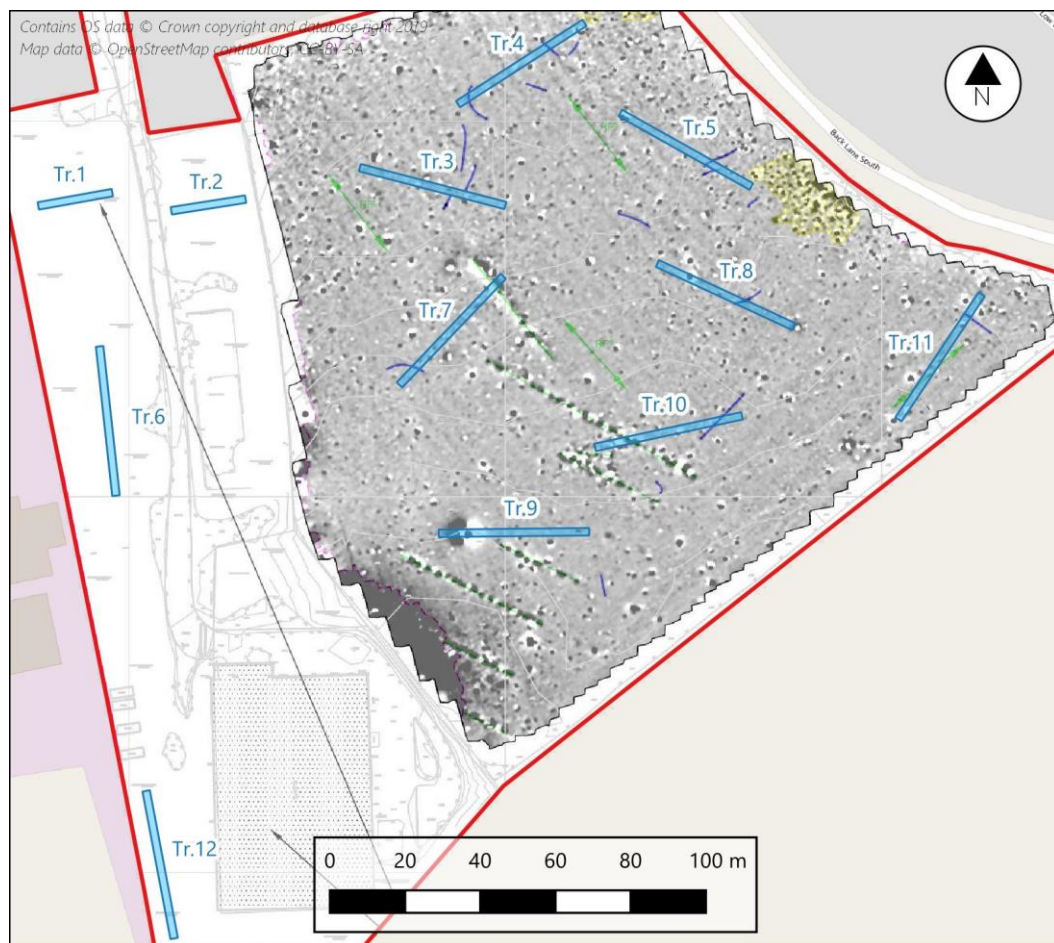 Contains OS data © Crown copyright and database right 2019
Map data © OpenStreetMap contributors, CC-BY-SA
Tr.4
N
Tr.5
Back Lane South
Tr.3
Tr.1
Tr.2
Tr.8
Tr.7
Tr.11
Tr.10
Tr.6
Tr.9
Tr.12
0 20 40 60 80 100 m